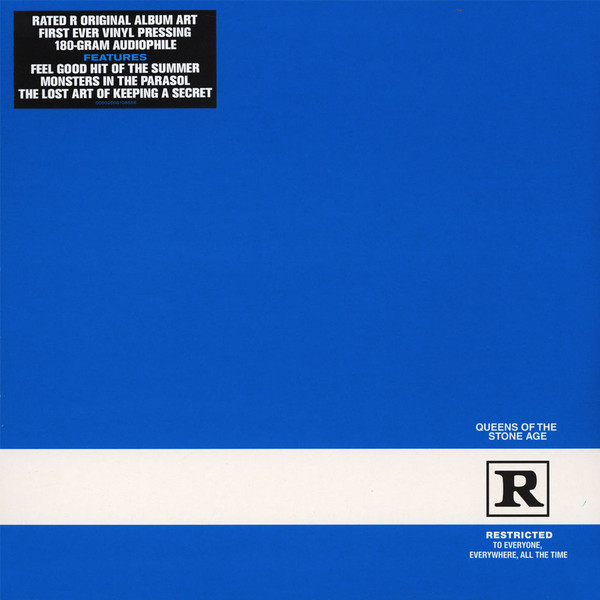 RATED R ORIGINAL ALBUM ART
FIRST EVER VINYL PRESSING
180-GRAM AUDIOPHILE
FEATURES
FEEL GOOD HIT OF THE SUMMER
MONSTERS IN THE PARASOL
THE LOST ART OF KEEPING A SECRET
QUEENS OF THE
STONE AGE
R
RESTRICTED
TO EVERYONE,
EVERYWHERE, ALL THE TIME